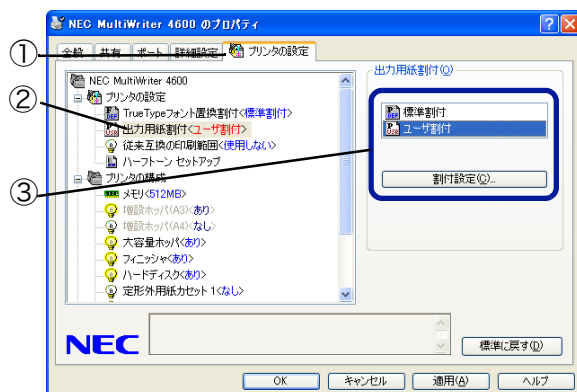 NEC MultiWriter 4600 のプロパティ
①
全般 共有 ポート 詳細設定 プリンタの設定
②
③
NEC MultiWriter 4600
プリンタの設定
TrueTypeフォント置換割付<標準割付>
出力用紙割付<ユーザ割付>
従来互換の印刷範囲<使用しない>
ハーフトーン セットアップ
プリンタの構成
メモリ<512MB>
増設ホッパ(A3)<あり>
増設ホッパ(A4)<なし>
大容量ホッパ<あり>
フィニッシャ<あり>
ハードディスク<あり>
定形外用紙カセット 1<なし>
出力用紙割付(O)
標準割付
ユーザ割付
割付設定(C)...
NEC
標準に戻す(D)
OK キャンセル 適用(A) ヘルプ